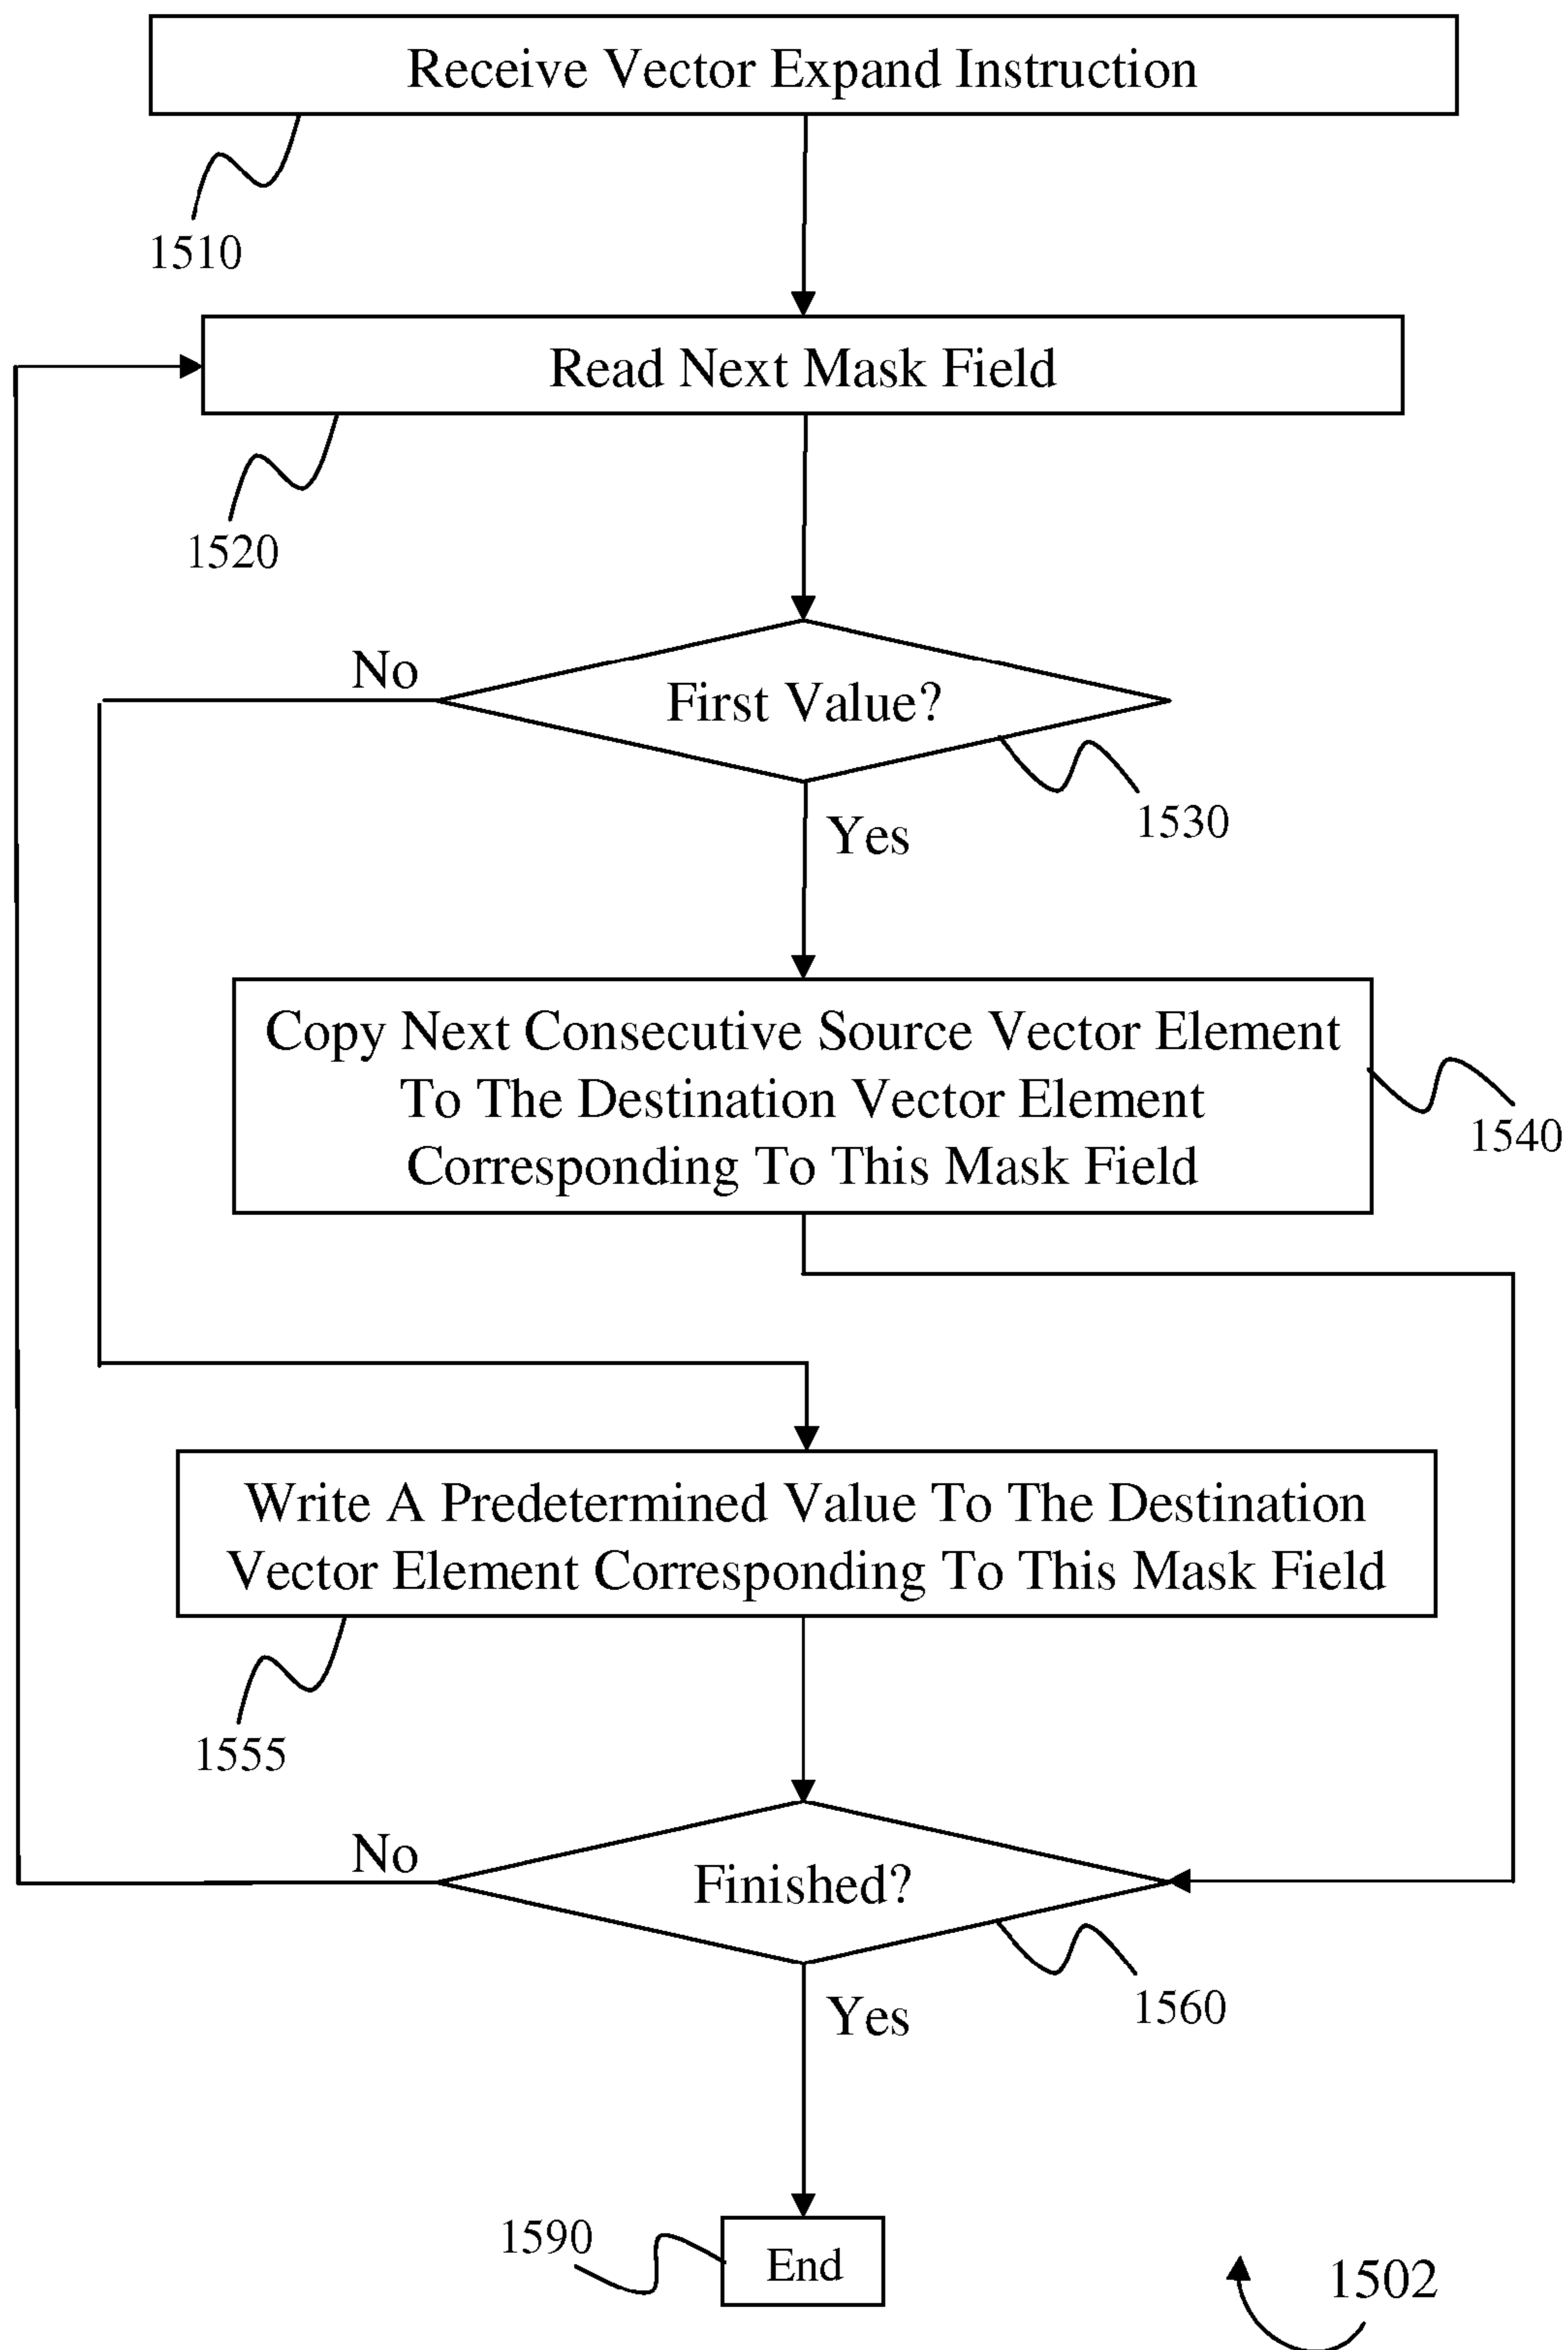 Receive Vector Expand Instruction
1510
Read Next Mask Field
1520
No
First Value?
1530
Yes
Copy Next Consecutive Source Vector Element
To The Destination Vector Element
Corresponding To This Mask Field
1540
Write A Predetermined Value To The Destination
Vector Element Corresponding To This Mask Field
1555
No
Finished?
1560
Yes
1590
End
1502